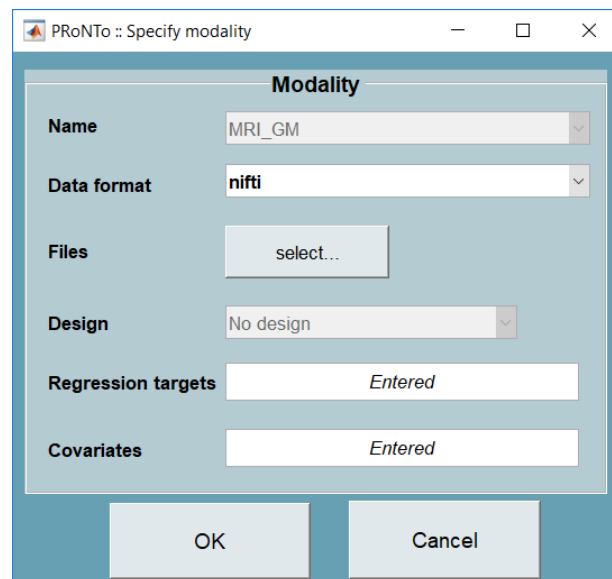 PRoNTo :: Specify modality
Modality
Name MRI_GM
Data format nifti
Files select...
Design No design
Regression targets Entered
Covariates Entered
OK Cancel